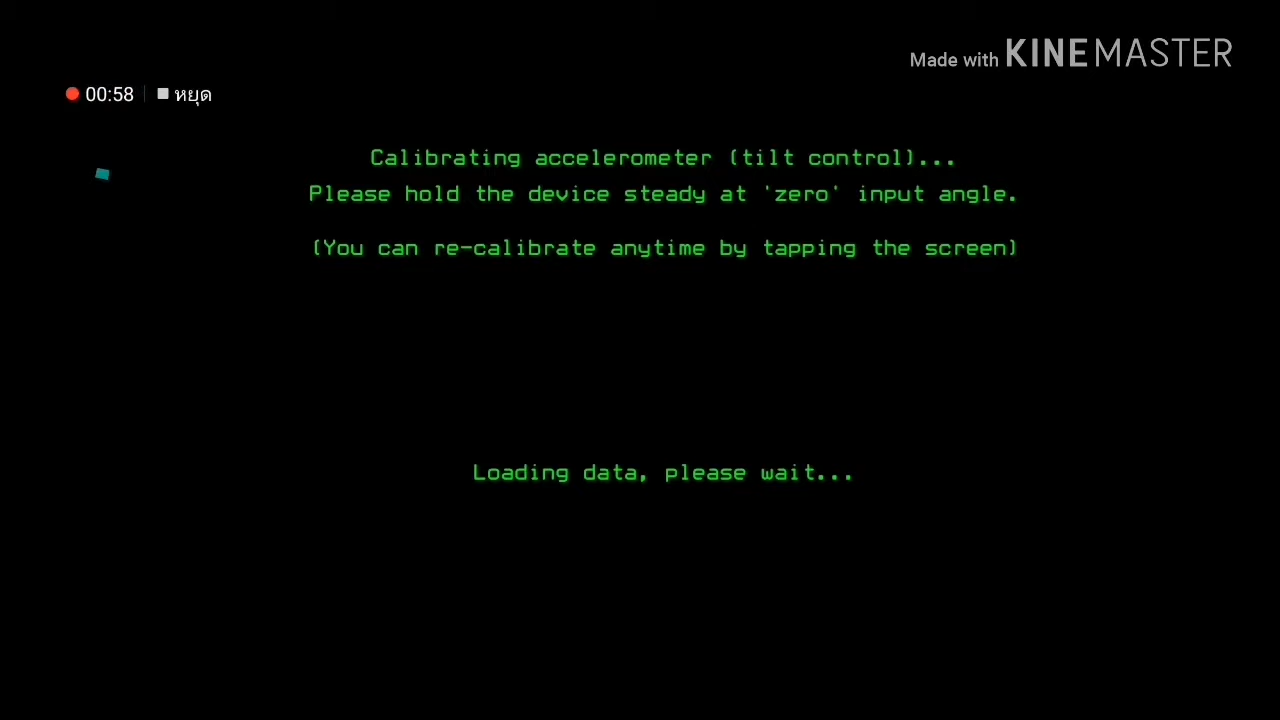 Made with KINEMASTER
00:58 หยุด
Calibrating accelerometer (tilt control)...
Please hold the device steady at 'zero' input angle.
(You can re-calibrate anytime by tapping the screen)
Loading data, please wait...